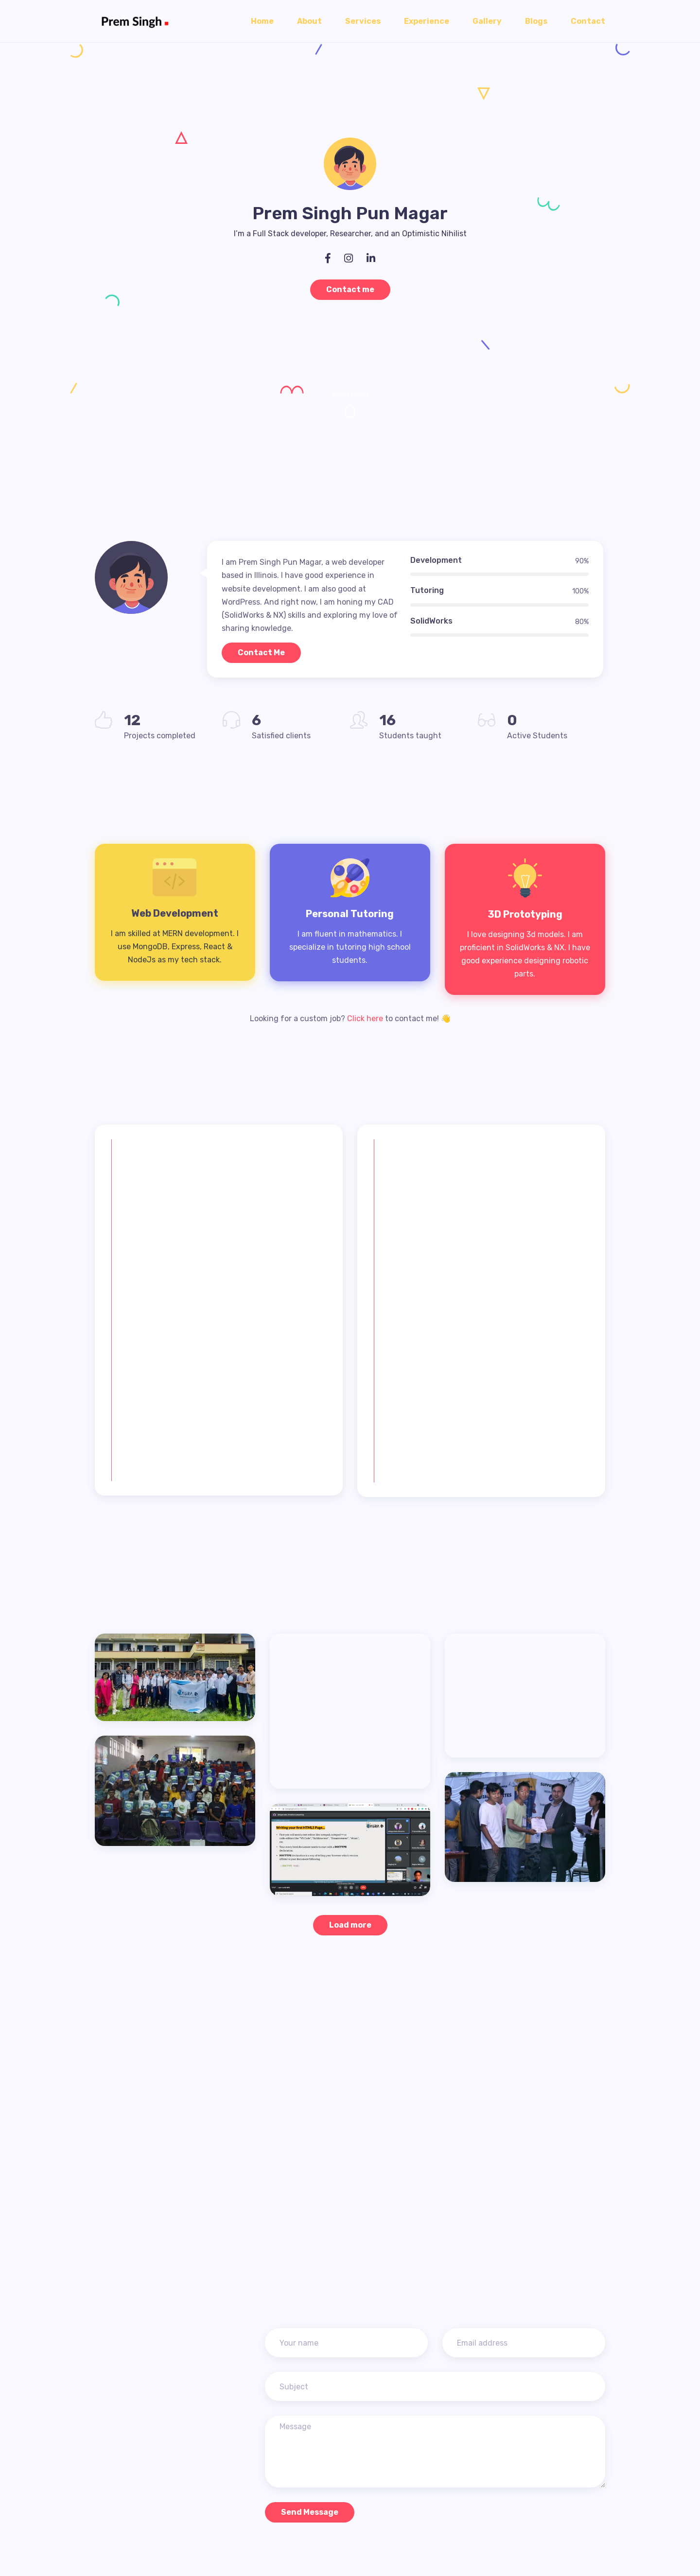 Prem Singh
Home About Services Experience Gallery Blogs Contact
Prem Singh Pun Magar
I'm a Full Stack developer, Researcher, and an Optimistic Nihilist
Contact me
I am Prem Singh Pun Magar, a web developer
based in Illinois. I have good experience in
website development. I am also good at
WordPress. And right now, I am honing my CAD
(SolidWorks & NX) skills and exploring my love of
sharing knowledge.
Contact Me
Development 90%
Tutoring 100%
SolidWorks 80%
12
Projects completed
6
Satisfied clients
16
Students taught
0
Active Students
Web Development
I am skilled at MERN development. I
use MongoDB, Express, React &
NodeJs as my tech stack.
Personal Tutoring
I am fluent in mathematics. I
specialize in tutoring high school
students.
3D Prototyping
I love designing 3d models. I am
proficient in SolidWorks & NX. I have
good experience designing robotic
parts.
Looking for a custom job? Click here to contact me! 👋
Writing your first HTML5 Page...
Load more
Your name
Email address
Subject
Message
Send Message